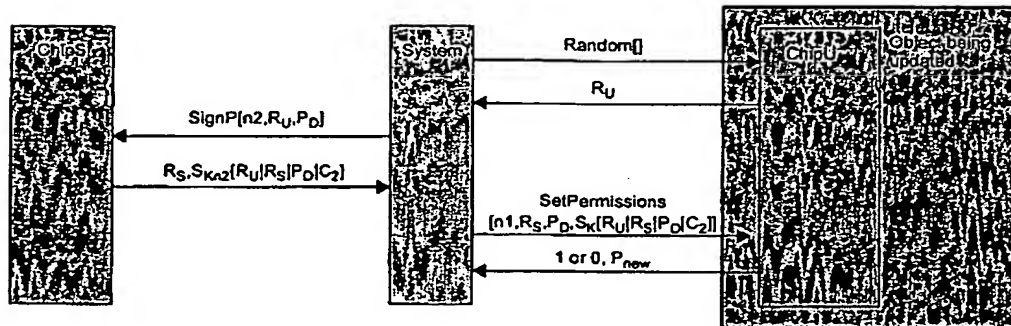 ChipS
System
ChipU
Object being
updated
Random[]
R_U
SignP[n2,R_U,P_D]
R_S,S_Kn2[R_U|R_S|P_D|C_2]
SetPermissions
[n1,R_S,P_D,S_K[R_U|R_S|P_D|C_2]]
1 or 0, P_new